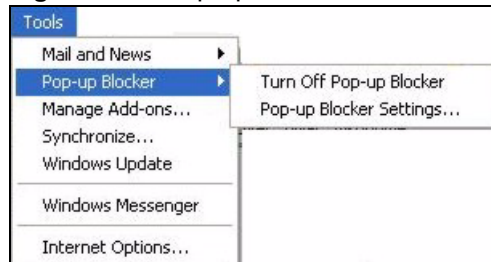 Tools
Mail and News
Pop-up Blocker
Turn Off Pop-up Blocker
Manage Add-ons...
Pop-up Blocker Settings...
Synchronize...
Windows Update
Windows Messenger
Internet Options...